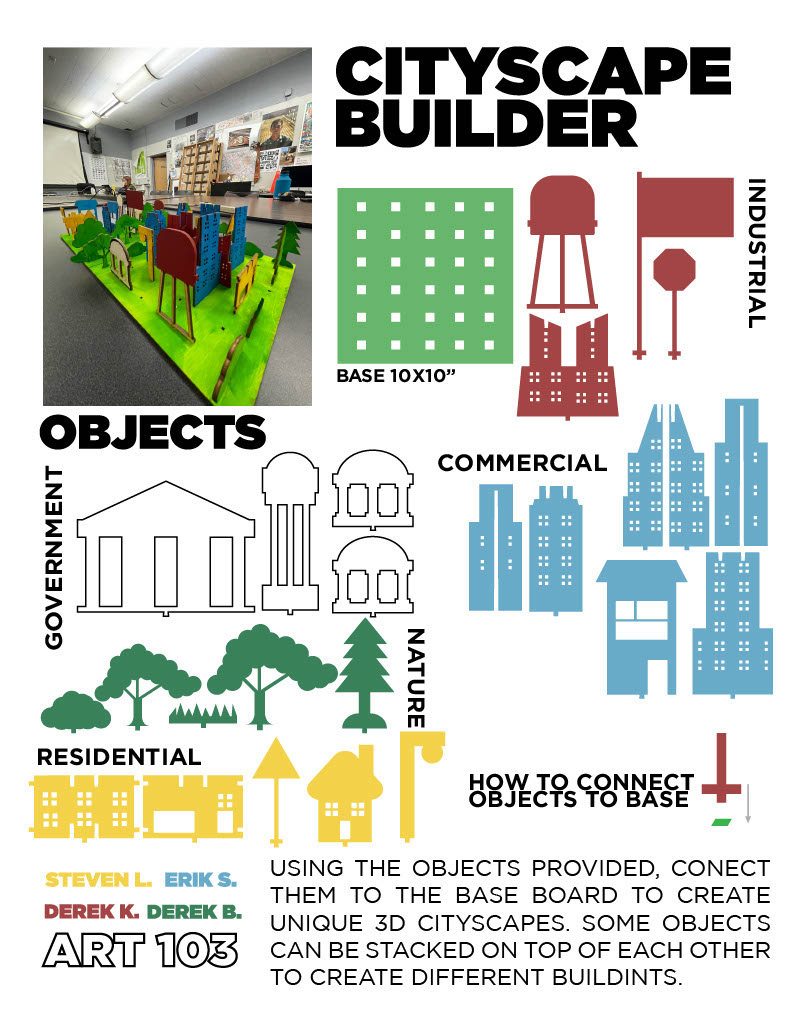 CITYSCAPE
BUILDER
INDUSTRIAL
BASE 10X10”
OBJECTS
GOVERNMENT
COMMERCIAL
NATURE
RESIDENTIAL
HOW TO CONNECT
OBJECTS TO BASE
STEVEN L. ERIK S.
DEREK K. DEREK B.
ART 103
USING THE OBJECTS PROVIDED, CONECT
THEM TO THE BASE BOARD TO CREATE
UNIQUE 3D CITYSCAPES. SOME OBJECTS
CAN BE STACKED ON TOP OF EACH OTHER
TO CREATE DIFFERENT BUILDINTS.